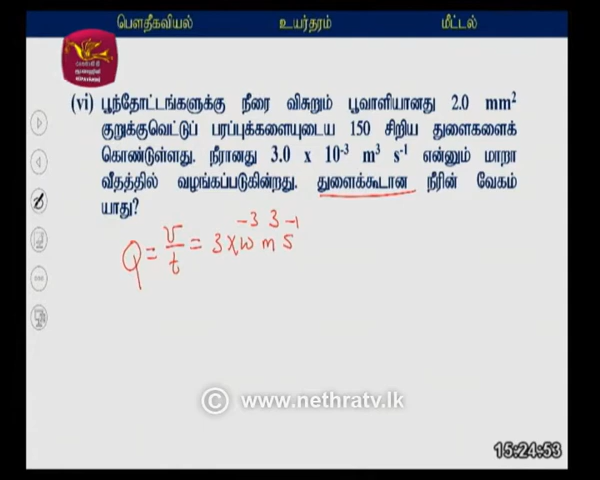 பௌதீகவியல் உயர்தரம் மீட்டல்
(vi) பூந்தோட்டங்களுக்கு நீரை விசுறும் பூவாளியானது 2.0 mm²
குறுக்குவெட்டுப் பரப்புக்களையுடைய 150 சிறிய துளைகளைக்
கொண்டுள்ளது. நீரானது 3.0 x 10⁻³ m³ s⁻¹ என்னும் மாறா
வீதத்தில் வழங்கப்படுகின்றது. துளைக்கூடான நீரின் வேகம்
யாது?
Q = v/t = 3 x 10⁻³ m³ s⁻¹
© www.nethratv.lk
15:24:53